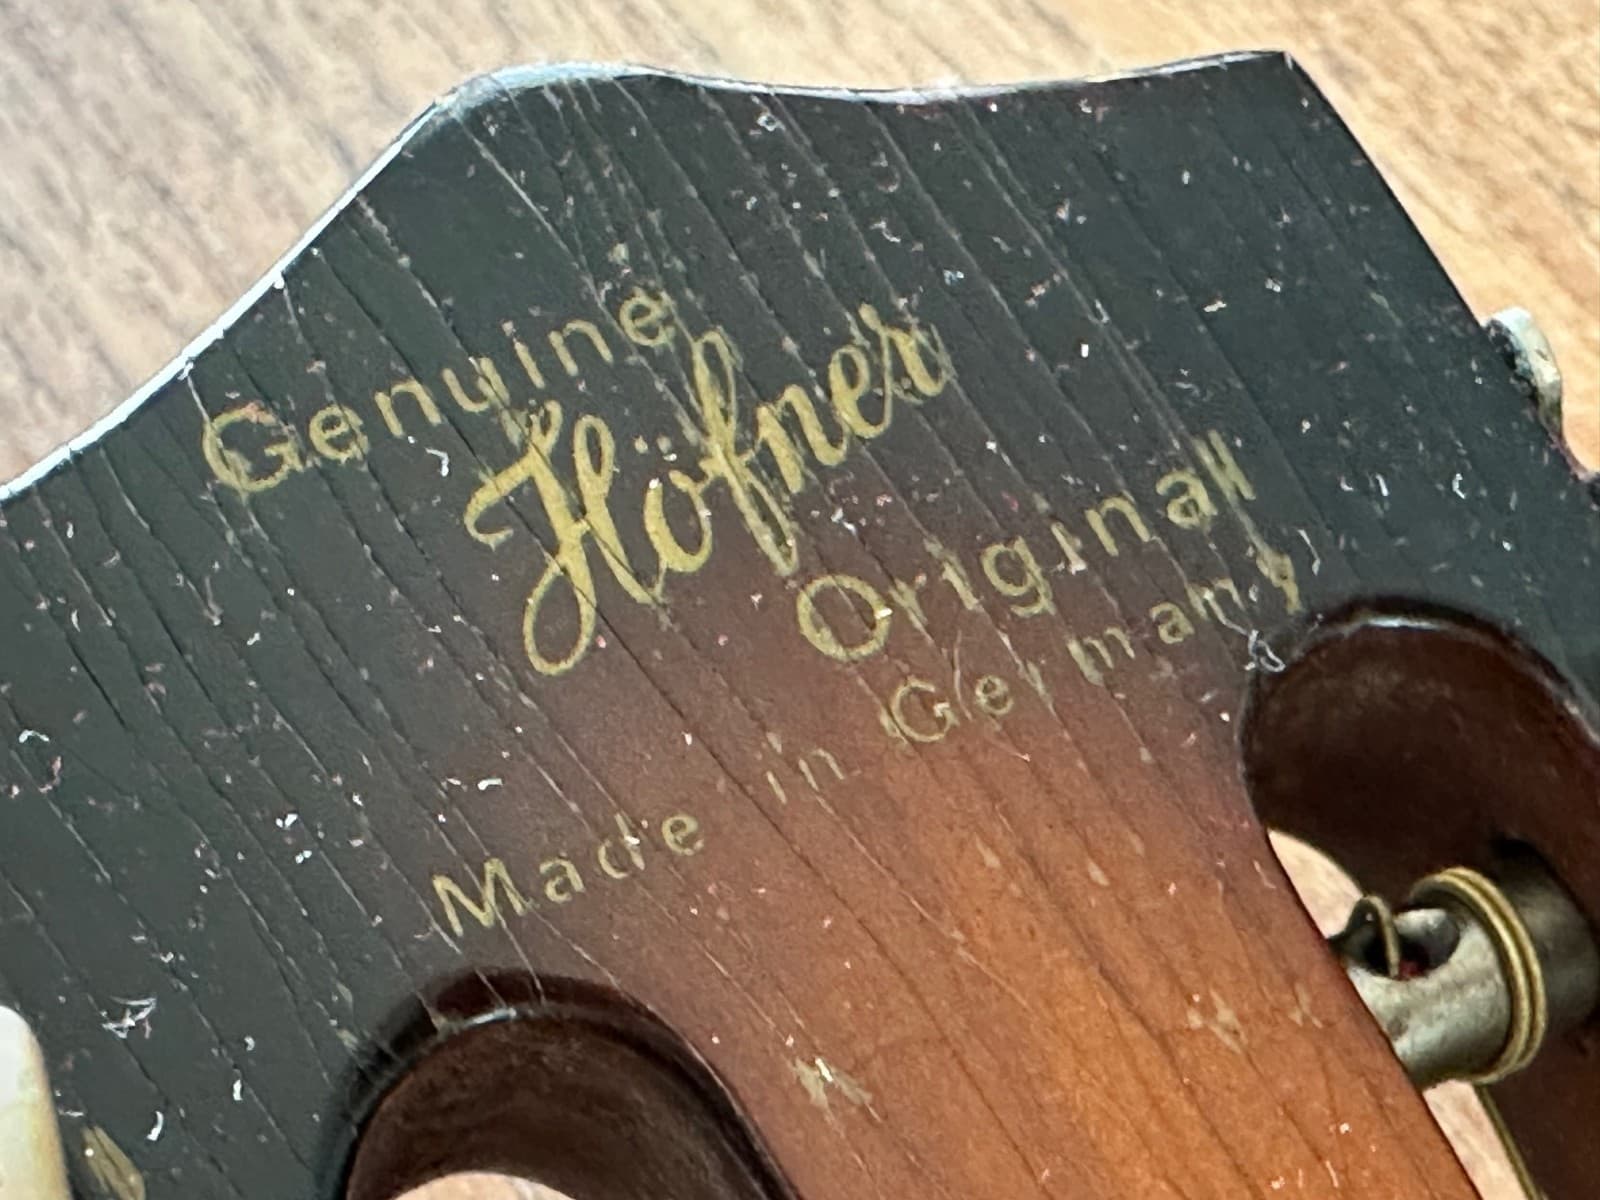 Genuine
Höfner
Original
Made in Germany